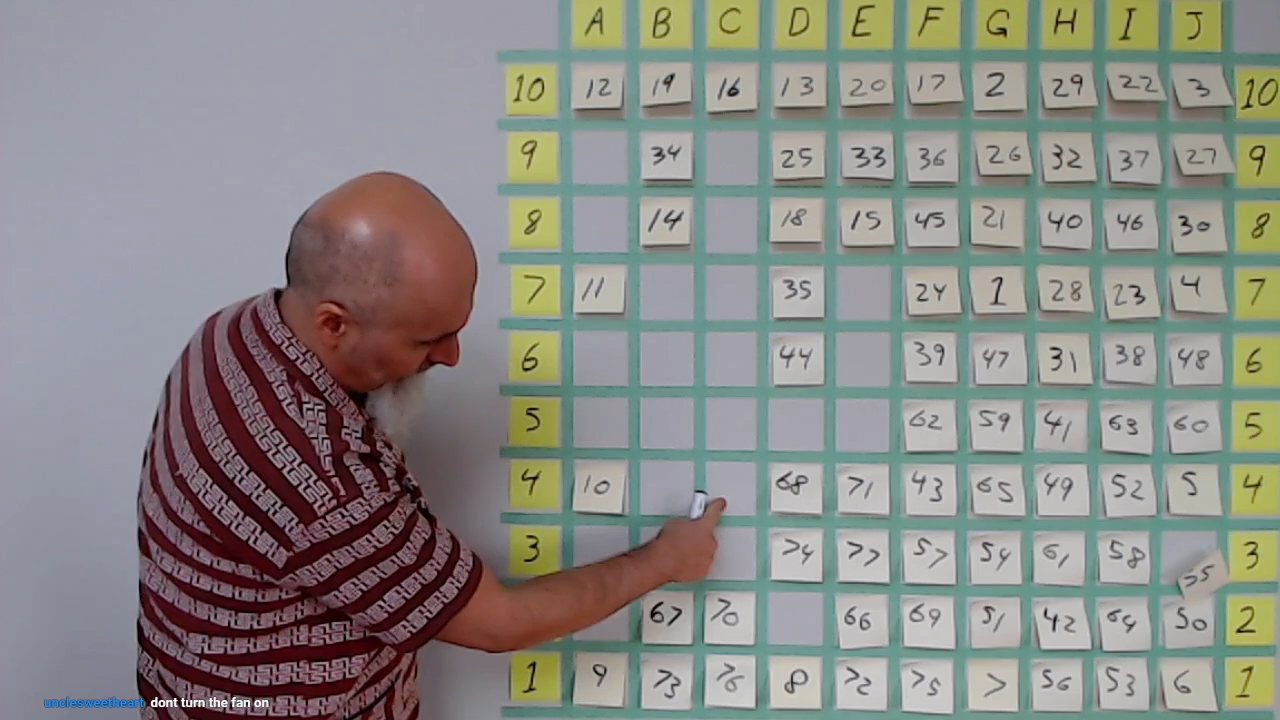 A B C D E F G H I J
10 12 19 16 13 20 17 2 29 22 3 10
9 34 25 33 36 26 32 37 27 9
8 14 18 15 45 21 40 46 30 8
7 11 35 24 1 28 23 4 7
6 44 39 47 31 38 48 6
5 62 59 41 63 60 5
4 10 68 71 43 65 49 52 5 4
3 74 77 57 54 61 58 3
55
67 70 66 69 51 42 64 50 2
1 9 73 76 8 72 75 7 56 53 6 1
unclesweetheart dont turn the fan on